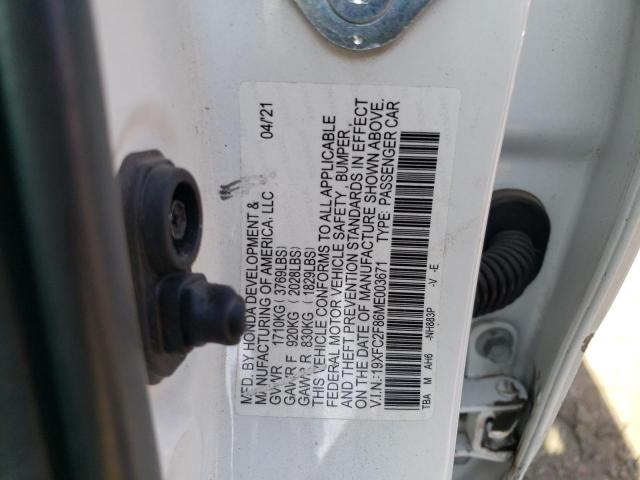 MFD. BY HONDA DEVELOPMENT &
MANUFACTURING OF AMERICA, LLC 04/21
GVWR 1710KG ( 3769LBS)
GAWR F 920KG ( 2028LBS)
GAWR R 830KG ( 1829LBS)
THIS VEHICLE CONFORMS TO ALL APPLICABLE
FEDERAL MOTOR VEHICLE SAFETY, BUMPER,
AND THEFT PREVENTION STANDARDS IN EFFECT
ON THE DATE OF MANUFACTURE SHOWN ABOVE.
V.I.N.: 19XFC2F86ME003671 TYPE: PASSENGER CAR
TBA M AH6 -NH883P -V -E